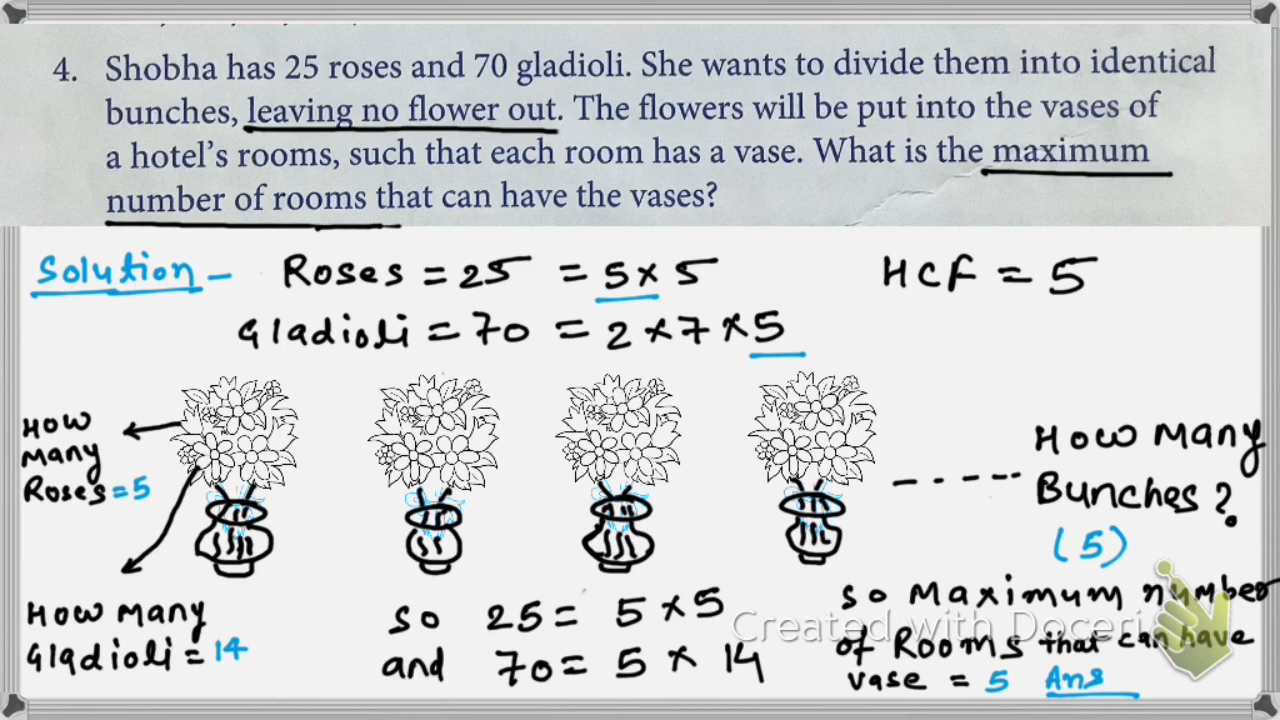 4. Shobha has 25 roses and 70 gladioli. She wants to divide them into identical
bunches, leaving no flower out. The flowers will be put into the vases of
a hotel's rooms, such that each room has a vase. What is the maximum
number of rooms that can have the vases?
Solution - Roses = 25 = 5 × 5 HCF = 5
Gladioli = 70 = 2 × 7 × 5
How
many
Roses = 5
How many
Bunches?
(5)
How many
Gladioli = 14
so 25 = 5 × 5
and 70 = 5 × 14
so Maximum number
of Rooms that can have
vase = 5 Ans
Created with Doceri